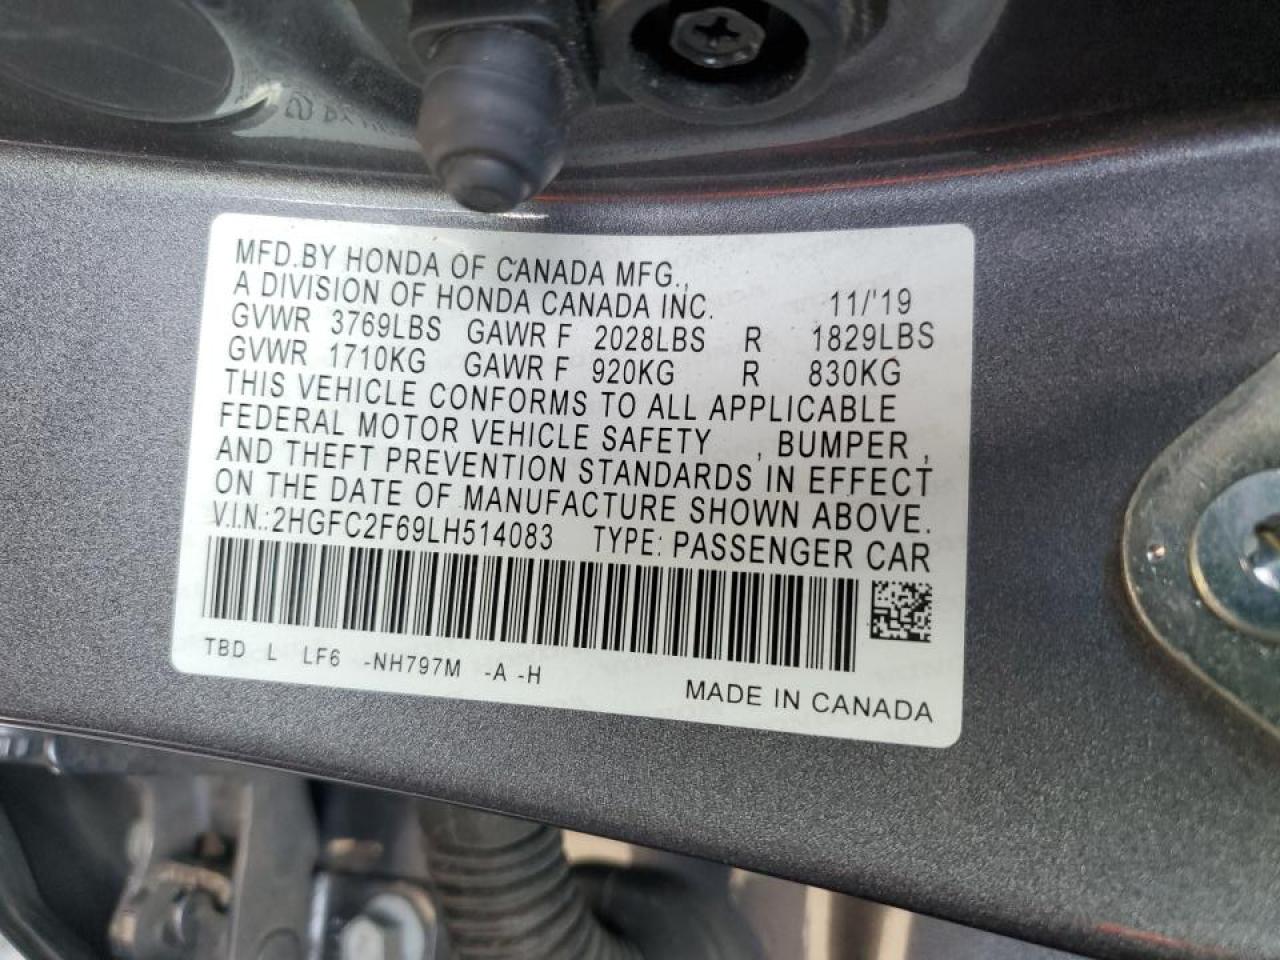 MFD.BY HONDA OF CANADA MFG.,
A DIVISION OF HONDA CANADA INC. 11/'19
GVWR 3769LBS GAWR F 2028LBS R 1829LBS
GVWR 1710KG GAWR F 920KG R 830KG
THIS VEHICLE CONFORMS TO ALL APPLICABLE
FEDERAL MOTOR VEHICLE SAFETY , BUMPER ,
AND THEFT PREVENTION STANDARDS IN EFFECT
ON THE DATE OF MANUFACTURE SHOWN ABOVE.
V.I.N.:2HGFC2F69LH514083 TYPE: PASSENGER CAR
TBD L LF6 -NH797M -A -H
MADE IN CANADA